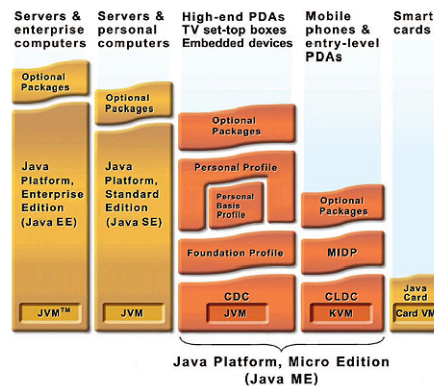 Servers &
enterprise
computers
Servers &
personal
computers
High-end PDAs
TV set-top boxes
Embedded devices
Mobile
phones &
entry-level
PDAs
Smart
cards
Optional
Packages
Java
Platform,
Enterprise
Edition
(Java EE)
JVM™
Optional
Packages
Java
Platform,
Standard
Edition
(Java SE)
JVM
Optional
Packages
Personal Profile
Personal
Basis
Profile
Foundation Profile
CDC
JVM
Optional
Packages
MIDP
CLDC
KVM
Java
Card
Card VM
Java Platform, Micro Edition
(Java ME)